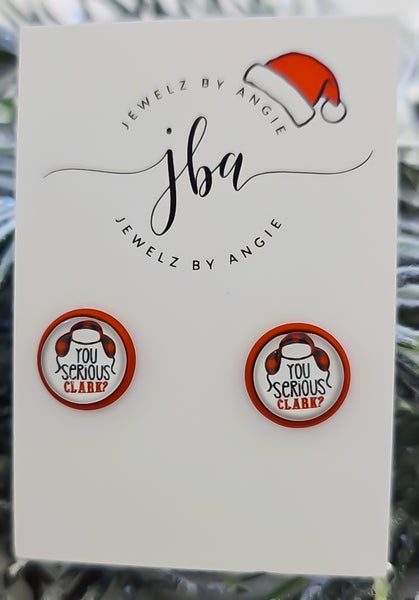 JEWELZ BY ANGIE
jba
JEWELZ BY ANGIE
YOU
SERIOUS
CLARK?
YOU
SERIOUS
CLARK?